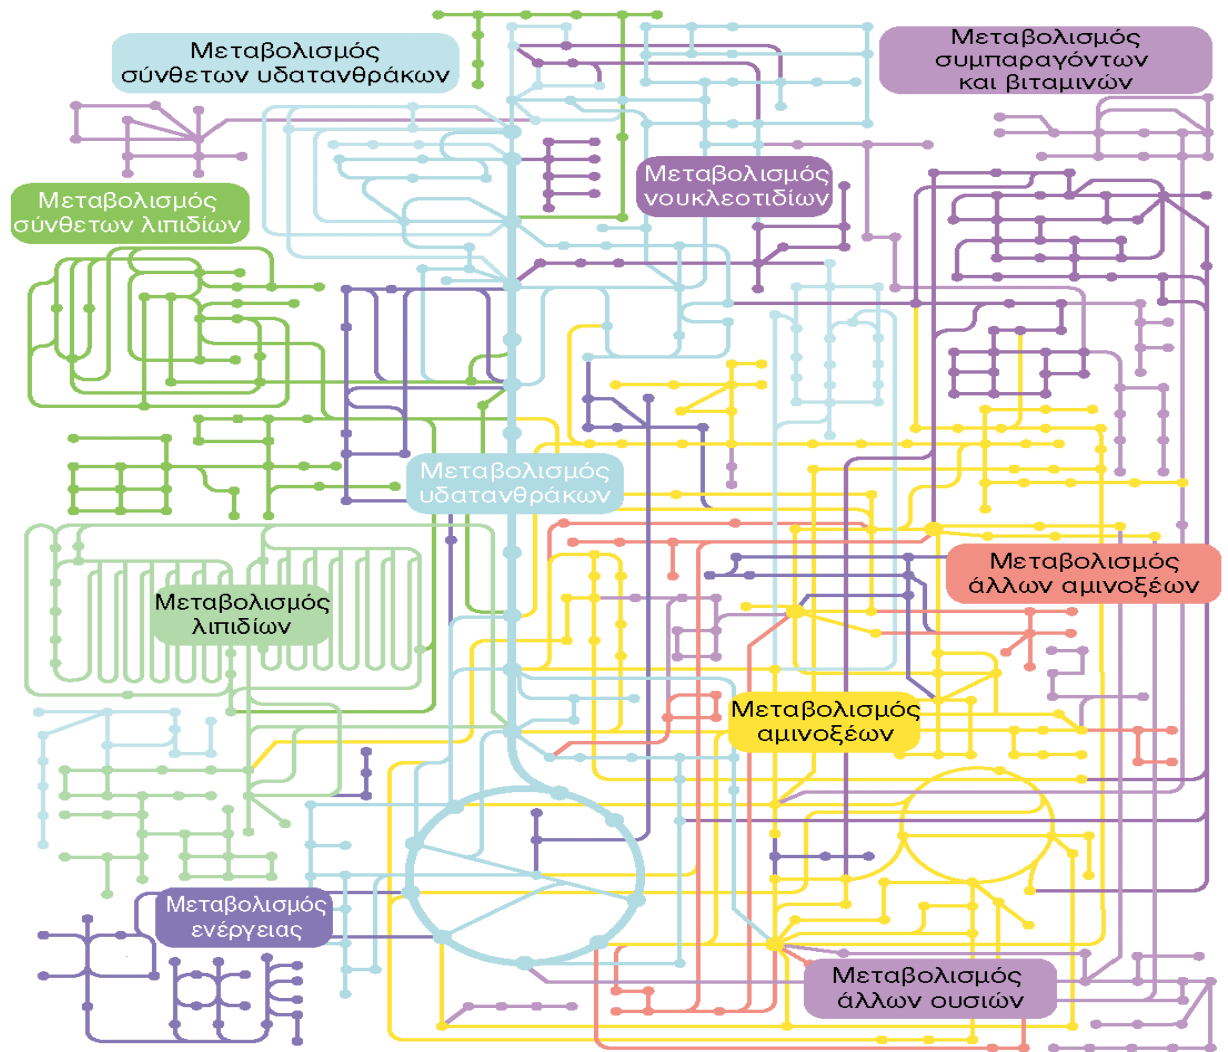 Μεταβολισμός
σύνθετων υδατανθράκων
Μεταβολισμός
συμπαραγόντων
και βιταμινών
Μεταβολισμός
νουκλεοτιδίων
Μεταβολισμός
σύνθετων λιπιδίων
Μεταβολισμός
υδατανθράκων
Μεταβολισμός
άλλων αμινοξέων
Μεταβολισμός
λιπιδίων
Μεταβολισμός
αμινοξέων
Μεταβολισμός
ενέργειας
Μεταβολισμός
άλλων ουσιών